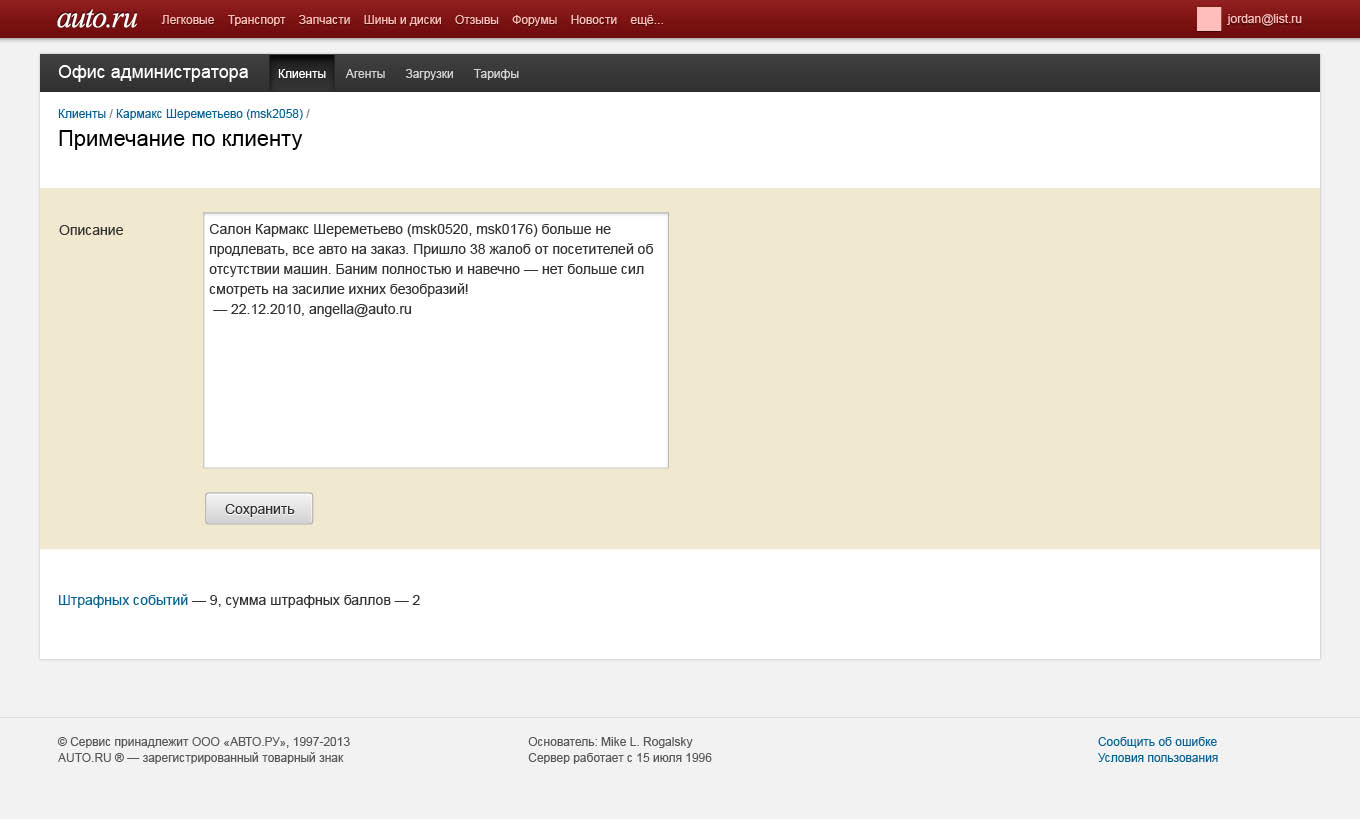 auto.ru Легковые Транспорт Запчасти Шины и диски Отзывы Форумы Новости ещё... jordan@list.ru
Офис администратора Клиенты Агенты Загрузки Тарифы
Клиенты / Кармакс Шереметьево (msk2058) /
Примечание по клиенту
Описание
Салон Кармакс Шереметьево (msk0520, msk0176) больше не
продлевать, все авто на заказ. Пришло 38 жалоб от посетителей об
отсутствии машин. Баним полностью и навечно — нет больше сил
смотреть на засилие ихних безобразий!
— 22.12.2010, angella@auto.ru
Сохранить
Штрафных событий — 9, сумма штрафных баллов — 2
© Сервис принадлежит ООО «АВТО.РУ», 1997-2013
AUTO.RU ® — зарегистрированный товарный знак
Основатель: Mike L. Rogalsky
Сервер работает с 15 июля 1996
Сообщить об ошибке
Условия пользования